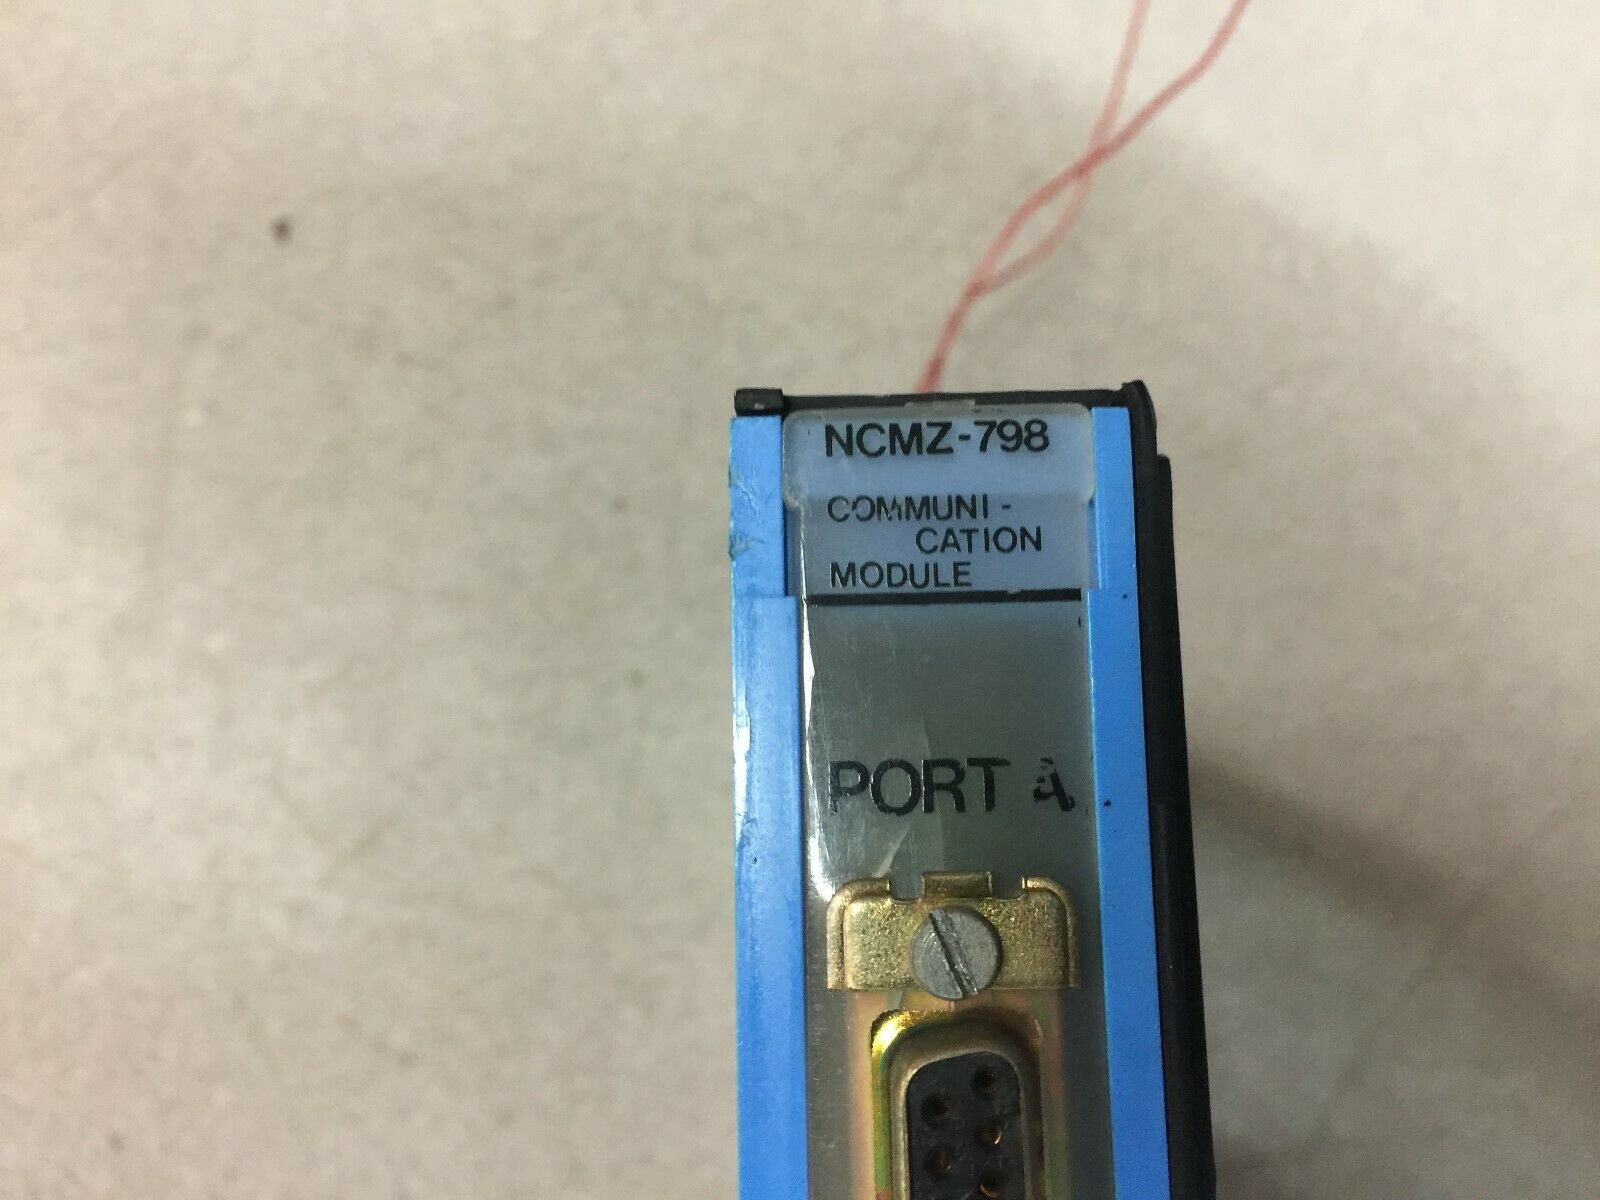 NCMZ-798
COMMUNI-
CATION
MODULE
PORT A